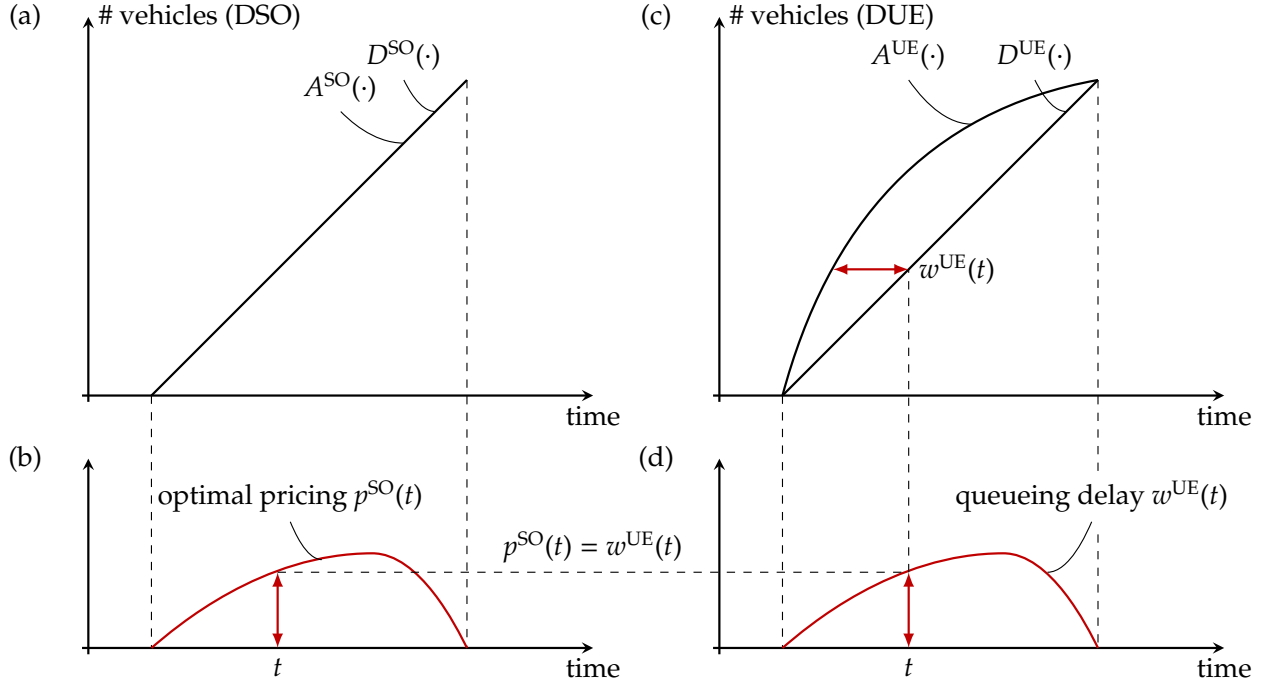 (a)
# vehicles (DSO)
D^SO(·)
A^SO(·)
time
(c)
# vehicles (DUE)
A^UE(·)
D^UE(·)
w^UE(t)
time
(b)
optimal pricing p^SO(t)
p^SO(t) = w^UE(t)
t
time
(d)
queueing delay w^UE(t)
t
time